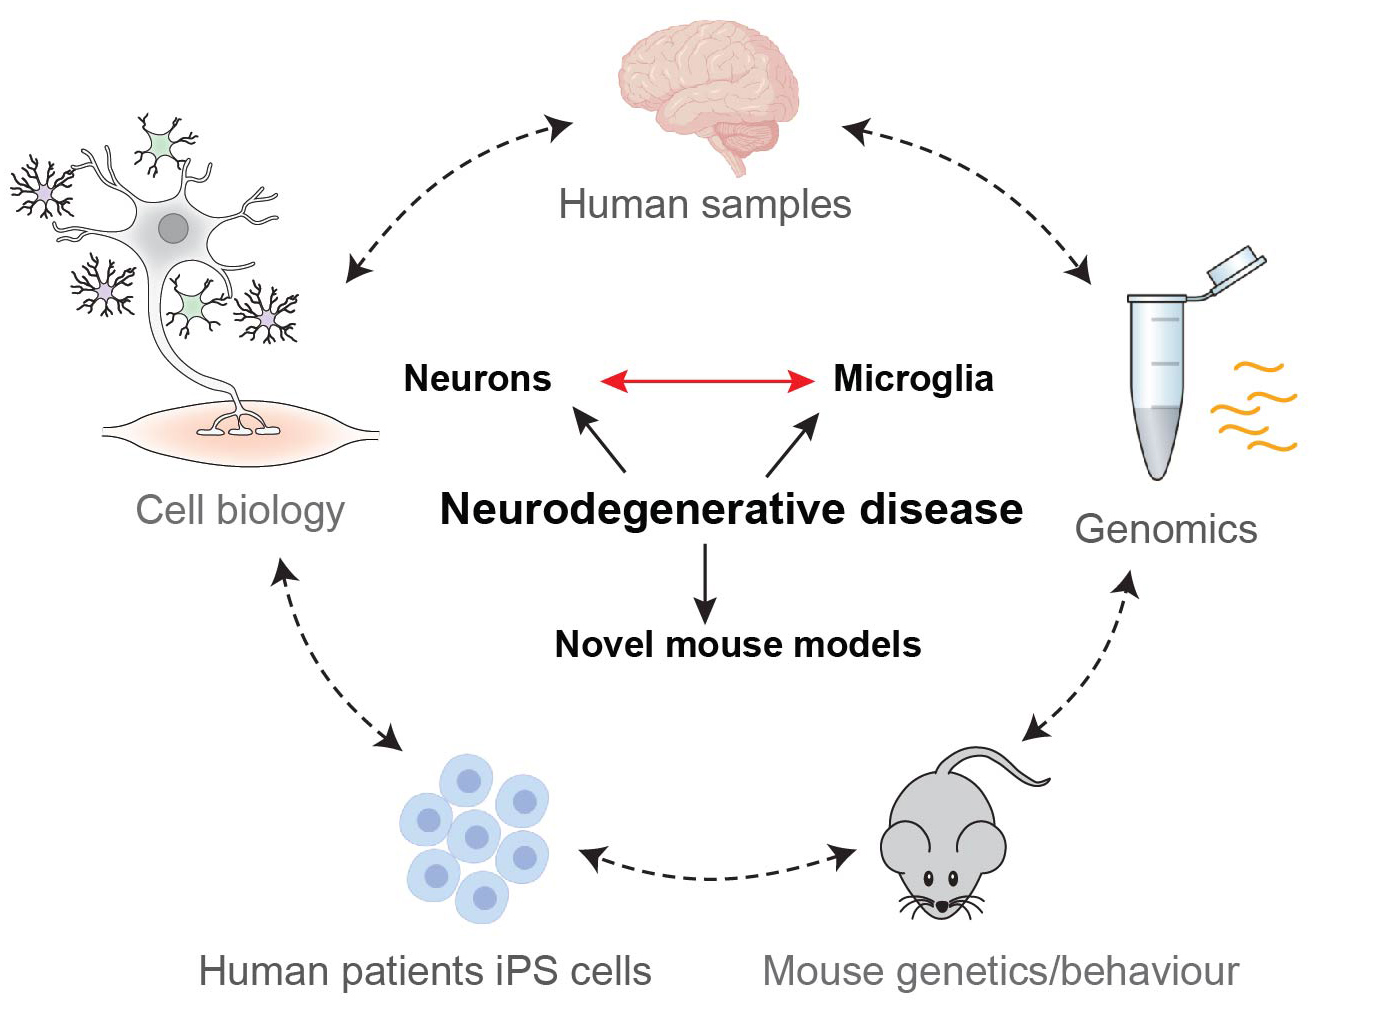 Human samples
Neurons
Microglia
Cell biology
Neurodegenerative disease
Genomics
Novel mouse models
Human patients iPS cells
Mouse genetics/behaviour